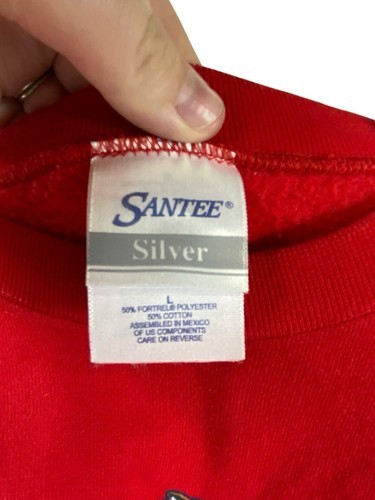 SANTEE®
Silver
L
50% FORTREL® POLYESTER
50% COTTON
ASSEMBLED IN MEXICO
OF US COMPONENTS
CARE ON REVERSE